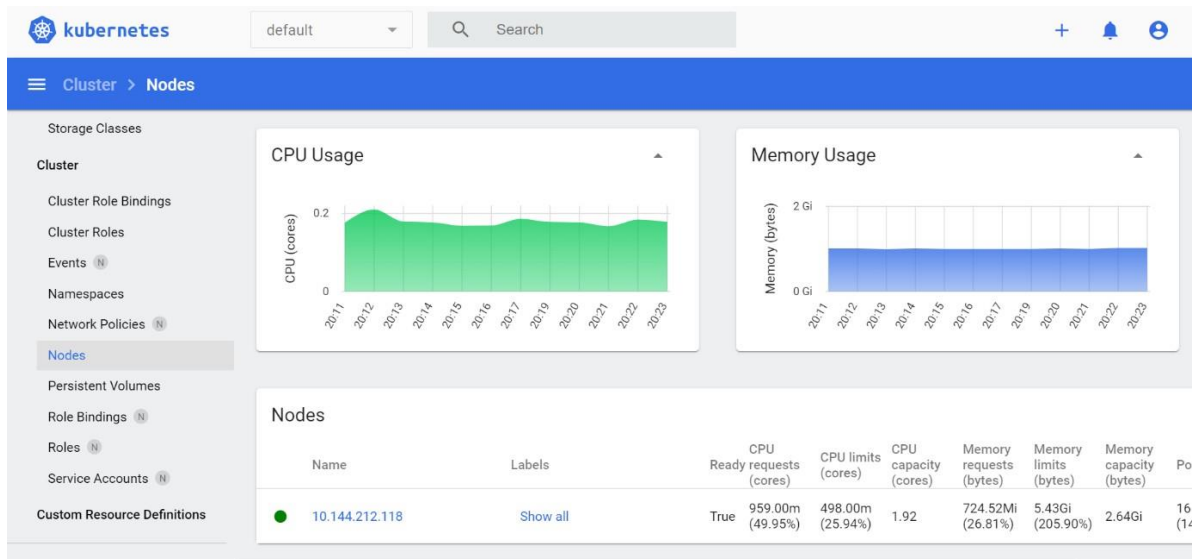 kubernetes
default
Search
Cluster > Nodes
Storage Classes
Cluster
Cluster Role Bindings
Cluster Roles
Events N
Namespaces
Network Policies N
Nodes
Persistent Volumes
Role Bindings N
Roles N
Service Accounts N
Custom Resource Definitions
CPU Usage
CPU (cores)
0.2
0
20:11 20:12 20:13 20:14 20:15 20:16 20:17 20:19 20:20 20:21 20:22 20:23
Memory Usage
Memory (bytes)
2 Gi
0 Gi
20:11 20:12 20:13 20:14 20:15 20:16 20:17 20:19 20:20 20:21 20:22 20:23
Nodes
Name
Labels
Ready
CPU requests (cores)
CPU limits (cores)
CPU capacity (cores)
Memory requests (bytes)
Memory limits (bytes)
Memory capacity (bytes)
Po
10.144.212.118
Show all
True
959.00m (49.95%)
498.00m (25.94%)
1.92
724.52Mi (26.81%)
5.43Gi (205.90%)
2.64Gi
16
(14